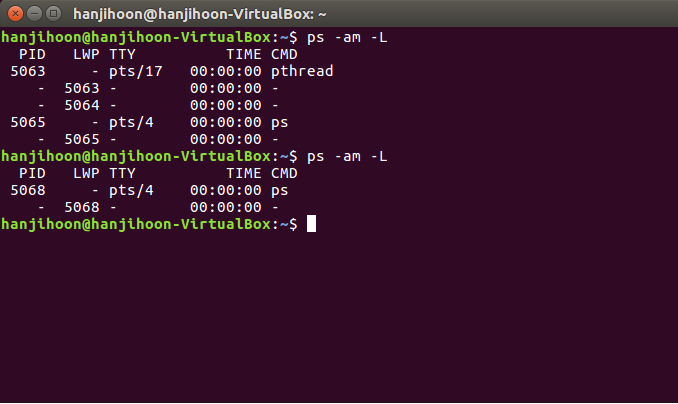 hanjihoon@hanjihoon-VirtualBox: ~
hanjihoon@hanjihoon-VirtualBox:~$ ps -am -L
  PID   LWP TTY          TIME CMD
 5063     - pts/17   00:00:00 pthread
    -  5063 -        00:00:00 -
    -  5064 -        00:00:00 -
 5065     - pts/4    00:00:00 ps
    -  5065 -        00:00:00 -
hanjihoon@hanjihoon-VirtualBox:~$ ps -am -L
  PID   LWP TTY          TIME CMD
 5068     - pts/4    00:00:00 ps
    -  5068 -        00:00:00 -
hanjihoon@hanjihoon-VirtualBox:~$